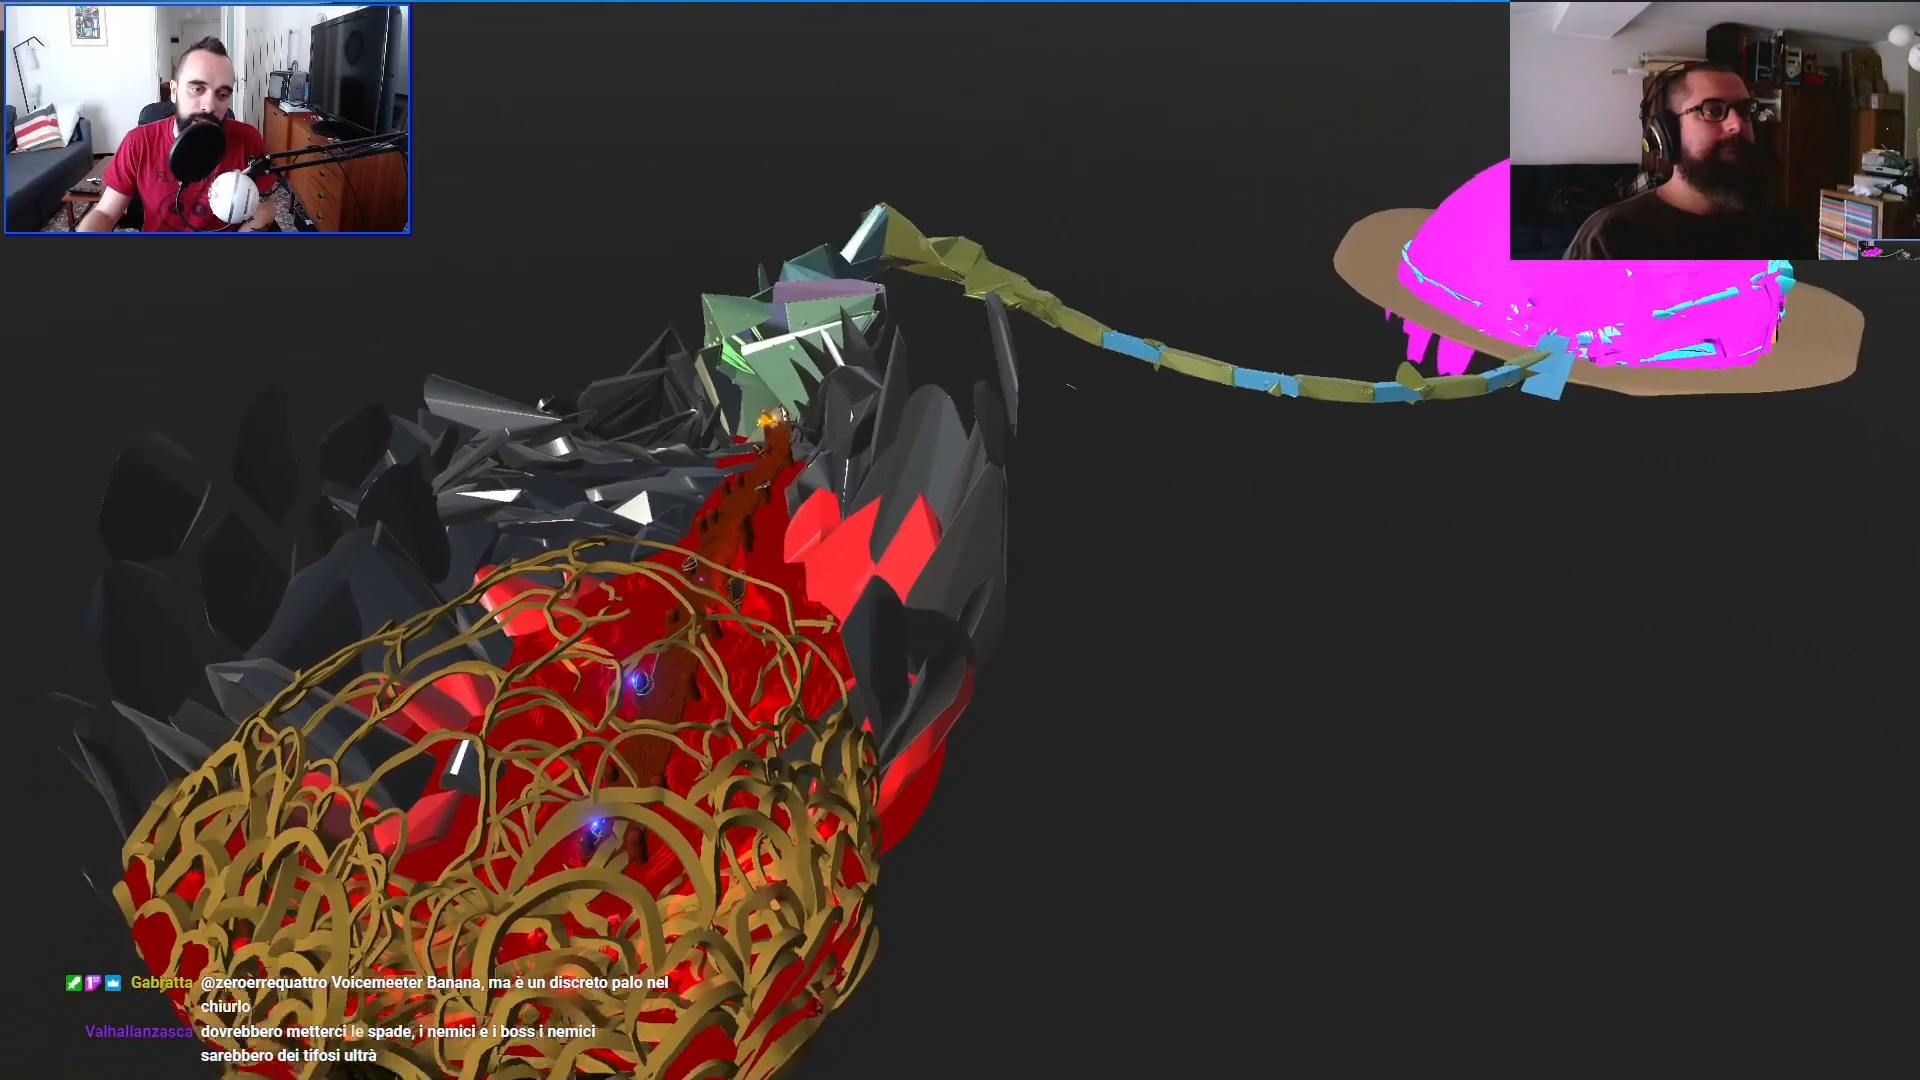 Gabratta @zeroerrequattro Voicemeeter Banana, ma è un discreto palo nel
chiurlo
Valhallanzasca dovrebbero metterci le spade, i nemici e i boss i nemici
sarebbero dei tifosi ultrà